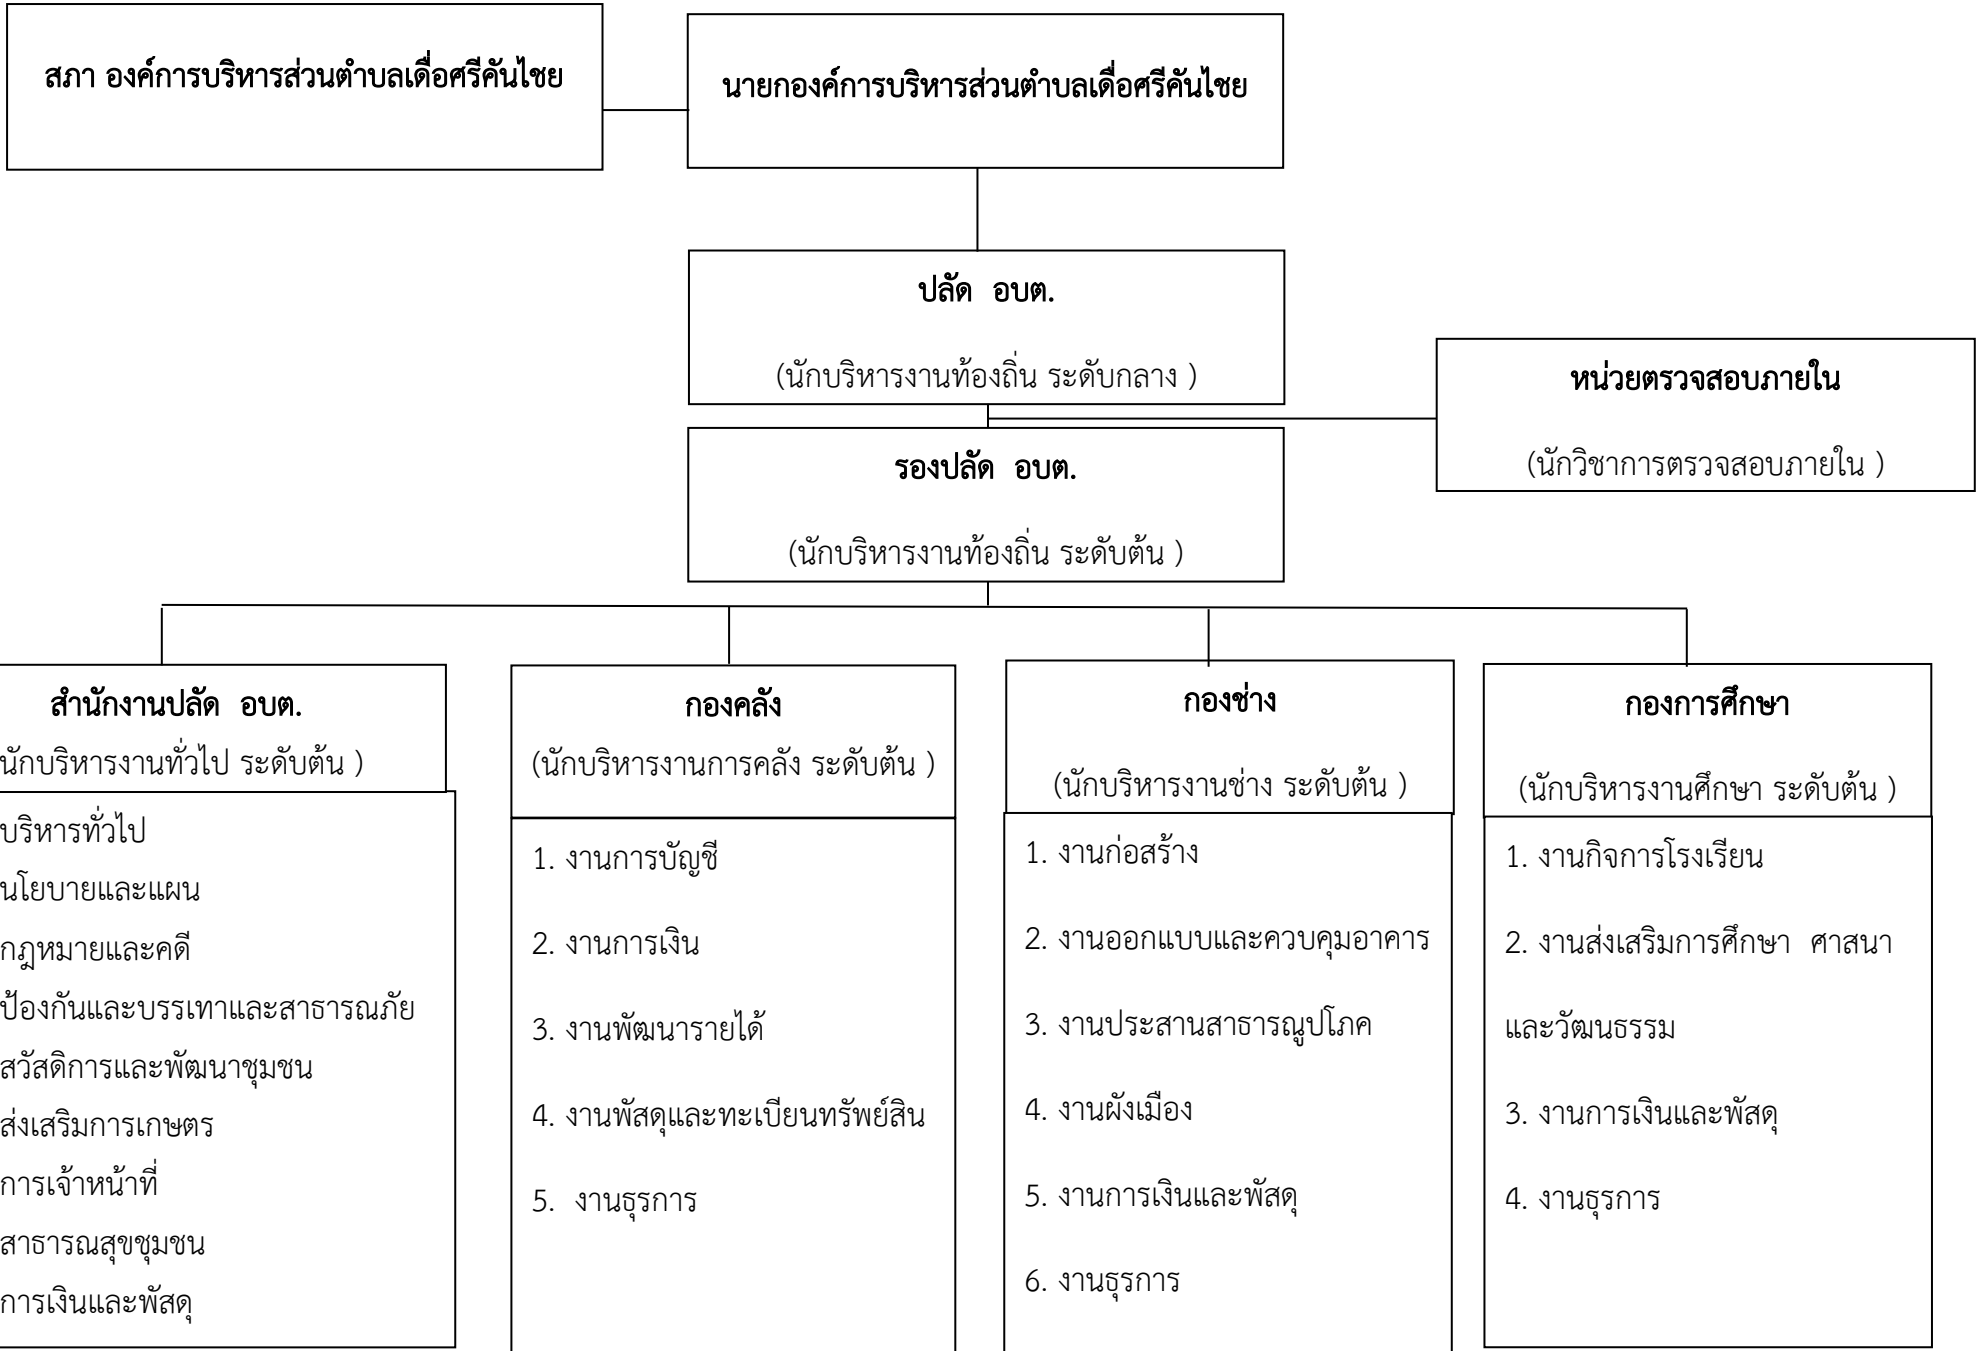 สภา องค์การบริหารส่วนตำบลเดื่อศรีคันไชย
นายกองค์การบริหารส่วนตำบลเดื่อศรีคันไชย
ปลัด  อบต.
(นักบริหารงานท้องถิ่น ระดับกลาง )
หน่วยตรวจสอบภายใน
(นักวิชาการตรวจสอบภายใน )
รองปลัด  อบต.
(นักบริหารงานท้องถิ่น ระดับต้น )
สำนักงานปลัด  อบต.
นักบริหารงานทั่วไป ระดับต้น )
บริหารทั่วไป
นโยบายและแผน
กฎหมายและคดี
ป้องกันและบรรเทาและสาธารณภัย
สวัสดิการและพัฒนาชุมชน
ส่งเสริมการเกษตร
การเจ้าหน้าที่
สาธารณสุขชุมชน
การเงินและพัสดุ
กองคลัง
(นักบริหารงานการคลัง ระดับต้น )
1. งานการบัญชี
2. งานการเงิน
3. งานพัฒนารายได้
4. งานพัสดุและทะเบียนทรัพย์สิน
5.  งานธุรการ
กองช่าง
(นักบริหารงานช่าง ระดับต้น )
1. งานก่อสร้าง
2. งานออกแบบและควบคุมอาคาร
3. งานประสานสาธารณูปโภค
4. งานผังเมือง
5. งานการเงินและพัสดุ
6. งานธุรการ
กองการศึกษา
(นักบริหารงานศึกษา ระดับต้น )
1. งานกิจการโรงเรียน
2. งานส่งเสริมการศึกษา  ศาสนา
และวัฒนธรรม
3. งานการเงินและพัสดุ
4. งานธุรการ